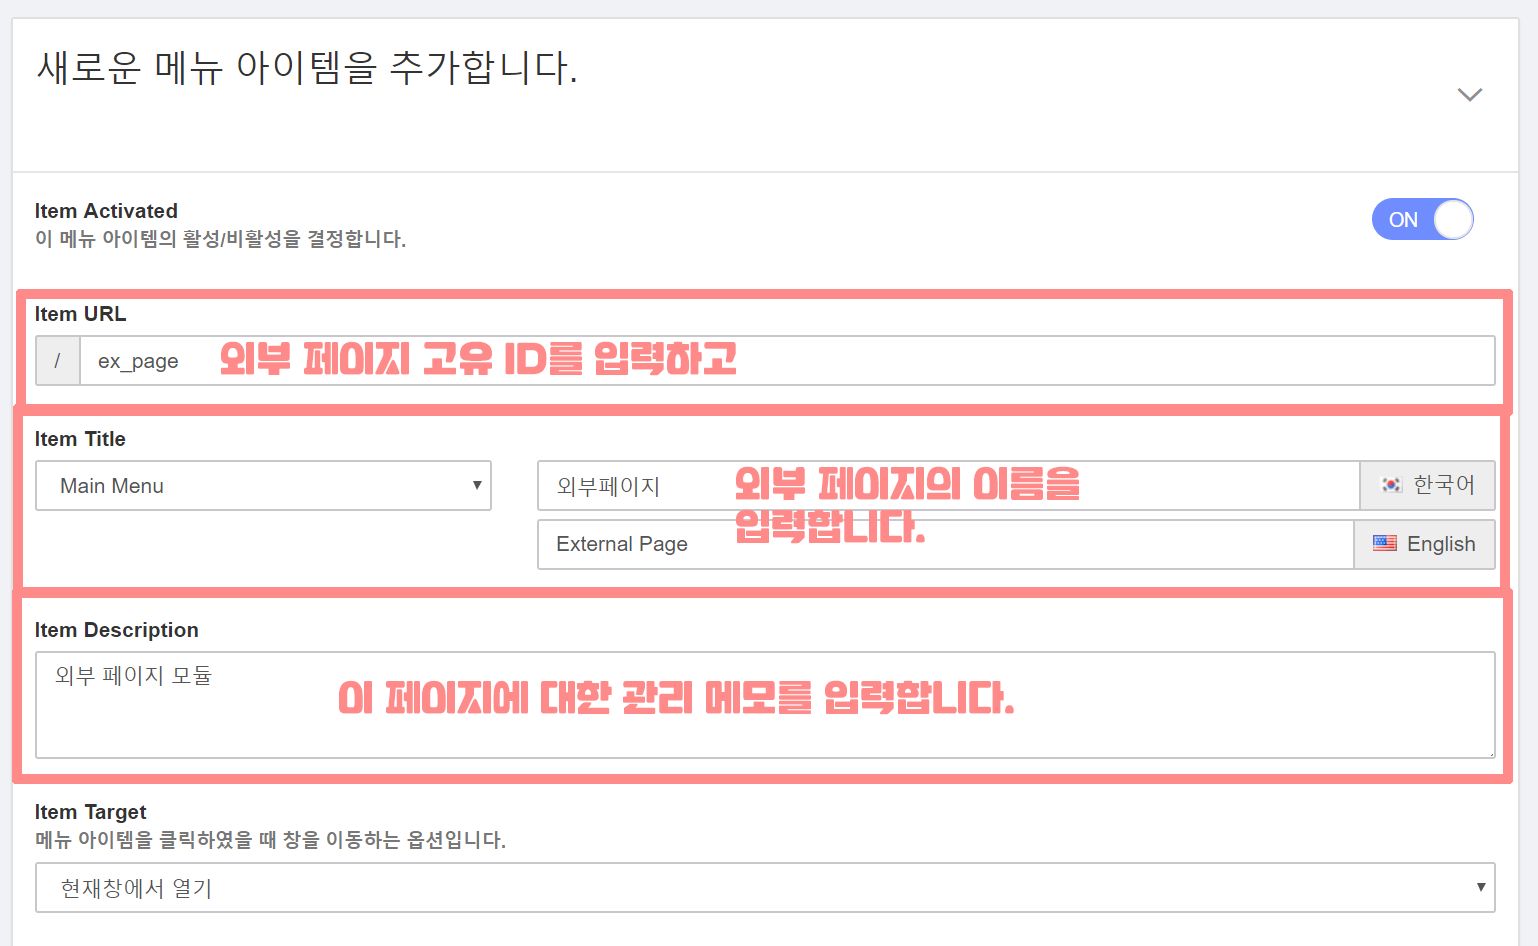 새로운 메뉴 아이템을 추가합니다.
Item Activated
이 메뉴 아이템의 활성/비활성을 결정합니다.
ON
Item URL
/ ex_page 외부 페이지 고유 ID를 입력하고
Item Title
Main Menu
외부페이지
외부 페이지의 이름을
입력합니다.
한국어
External Page
English
Item Description
외부 페이지 모듈
이 페이지에 대한 관리 메모를 입력합니다.
Item Target
메뉴 아이템을 클릭하였을 때 창을 이동하는 옵션입니다.
현재창에서 열기